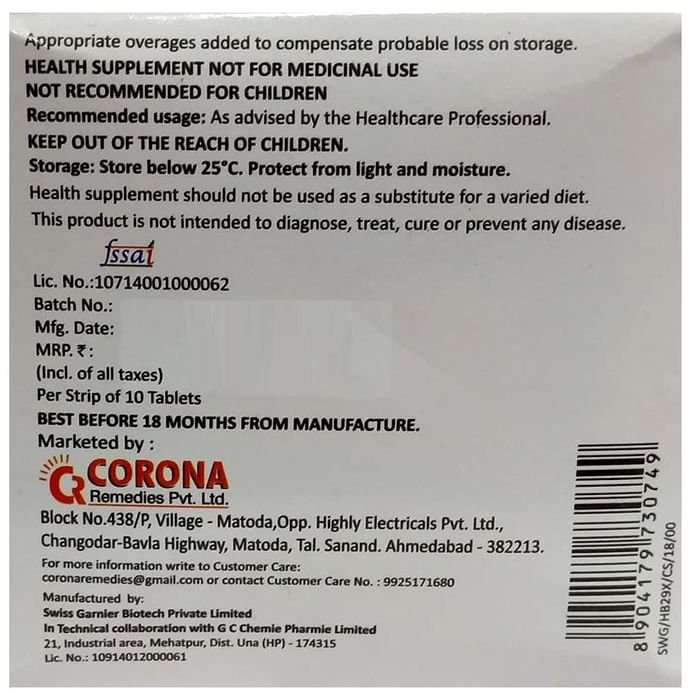 Appropriate overages added to compensate probable loss on storage.
HEALTH SUPPLEMENT NOT FOR MEDICINAL USE
NOT RECOMMENDED FOR CHILDREN
Recommended usage: As advised by the Healthcare Professional.
KEEP OUT OF THE REACH OF CHILDREN.
Storage: Store below 25°C. Protect from light and moisture.
Health supplement should not be used as a substitute for a varied diet.
This product is not intended to diagnose, treat, cure or prevent any disease.
fssai
Lic. No.:10714001000062
Batch No.:
Mfg. Date:
MRP. ₹ :
(Incl. of all taxes)
Per Strip of 10 Tablets
BEST BEFORE 18 MONTHS FROM MANUFACTURE.
Marketed by :
CR CORONA
Remedies Pvt. Ltd.
Block No.438/P, Village - Matoda,Opp. Highly Electricals Pvt. Ltd.,
Changodar-Bavla Highway, Matoda, Tal. Sanand. Ahmedabad - 382213.
For more information write to Customer Care:
coronaremedies@gmail.com or contact Customer Care No. : 9925171680
Manufactured by:
Swiss Garnier Biotech Private Limited
In Technical collaboration with G C Chemie Pharmie Limited
21, Industrial area, Mehatpur, Dist. Una (HP) - 174315
Lic. No.: 10914012000061
8 904179 730749
SWG/HB29X/CS/18/00